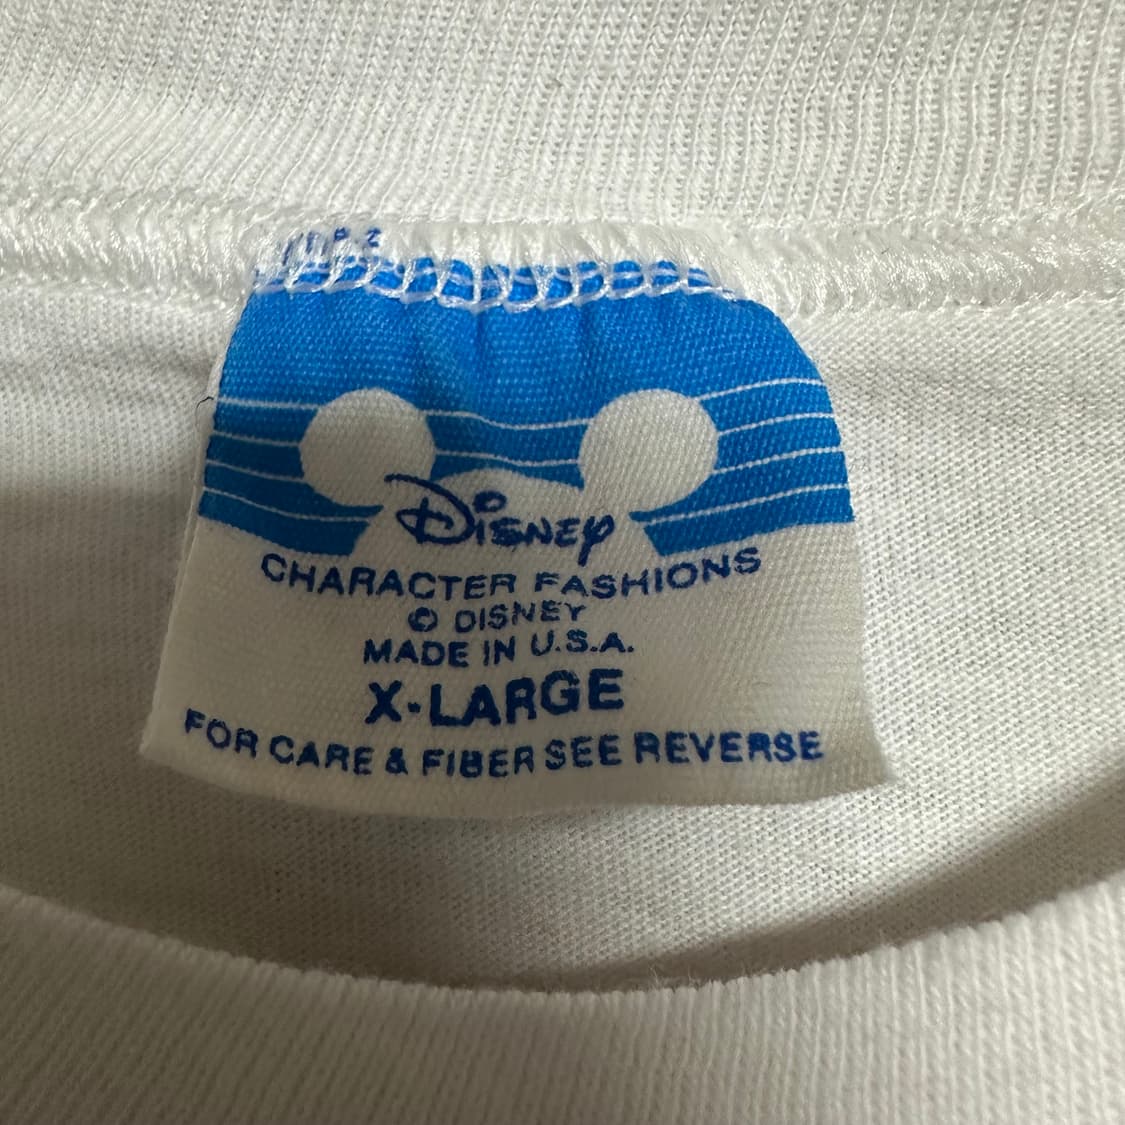 Disney
CHARACTER FASHIONS
© DISNEY
MADE IN U.S.A.
X-LARGE
FOR CARE & FIBER SEE REVERSE